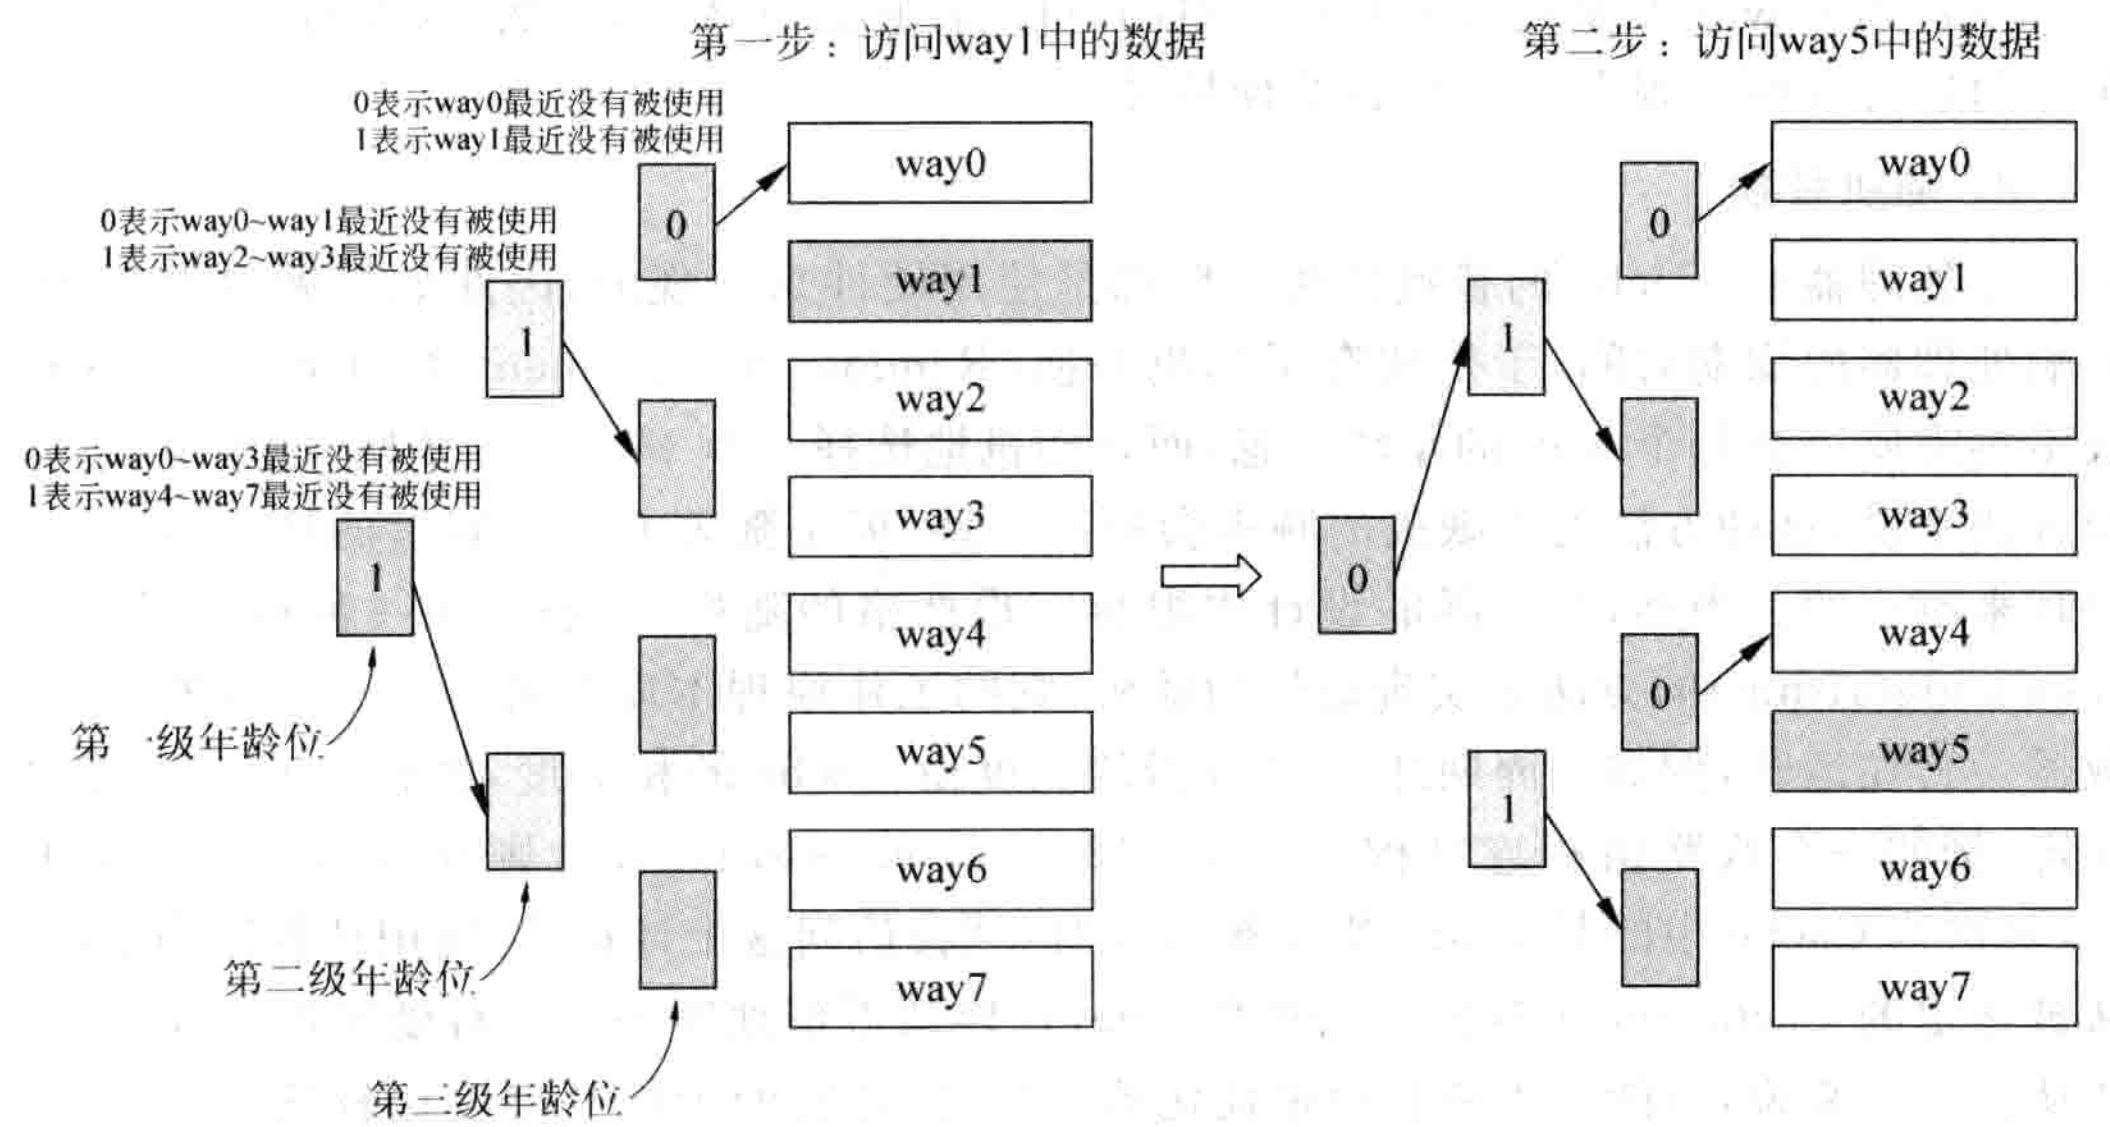 第一步：访问way1中的数据
0表示way0最近没有被使用
1表示way1最近没有被使用
0表示way0~way1最近没有被使用
1表示way2~way3最近没有被使用
0表示way0~way3最近没有被使用
1表示way4~way7最近没有被使用
0
1
1
way0
way1
way2
way3
way4
way5
way6
way7
第一级年龄位
第二级年龄位
第三级年龄位
第二步：访问way5中的数据
0
1
0
0
1
way0
way1
way2
way3
way4
way5
way6
way7